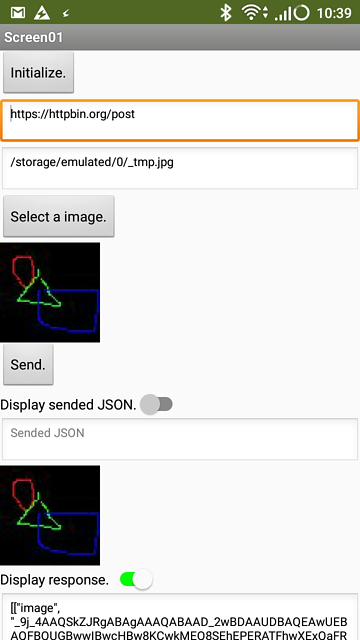 10:39
Screen01
Initialize.
https://httpbin.org/post
/storage/emulated/0/_tmp.jpg
Select a image.
Send.
Display sended JSON.
Sended JSON
Display response.
[["image",
"_9j_4AAQSkZJRgABAgAAAQABAAD_2wBDAAUDBAQEAwUEB